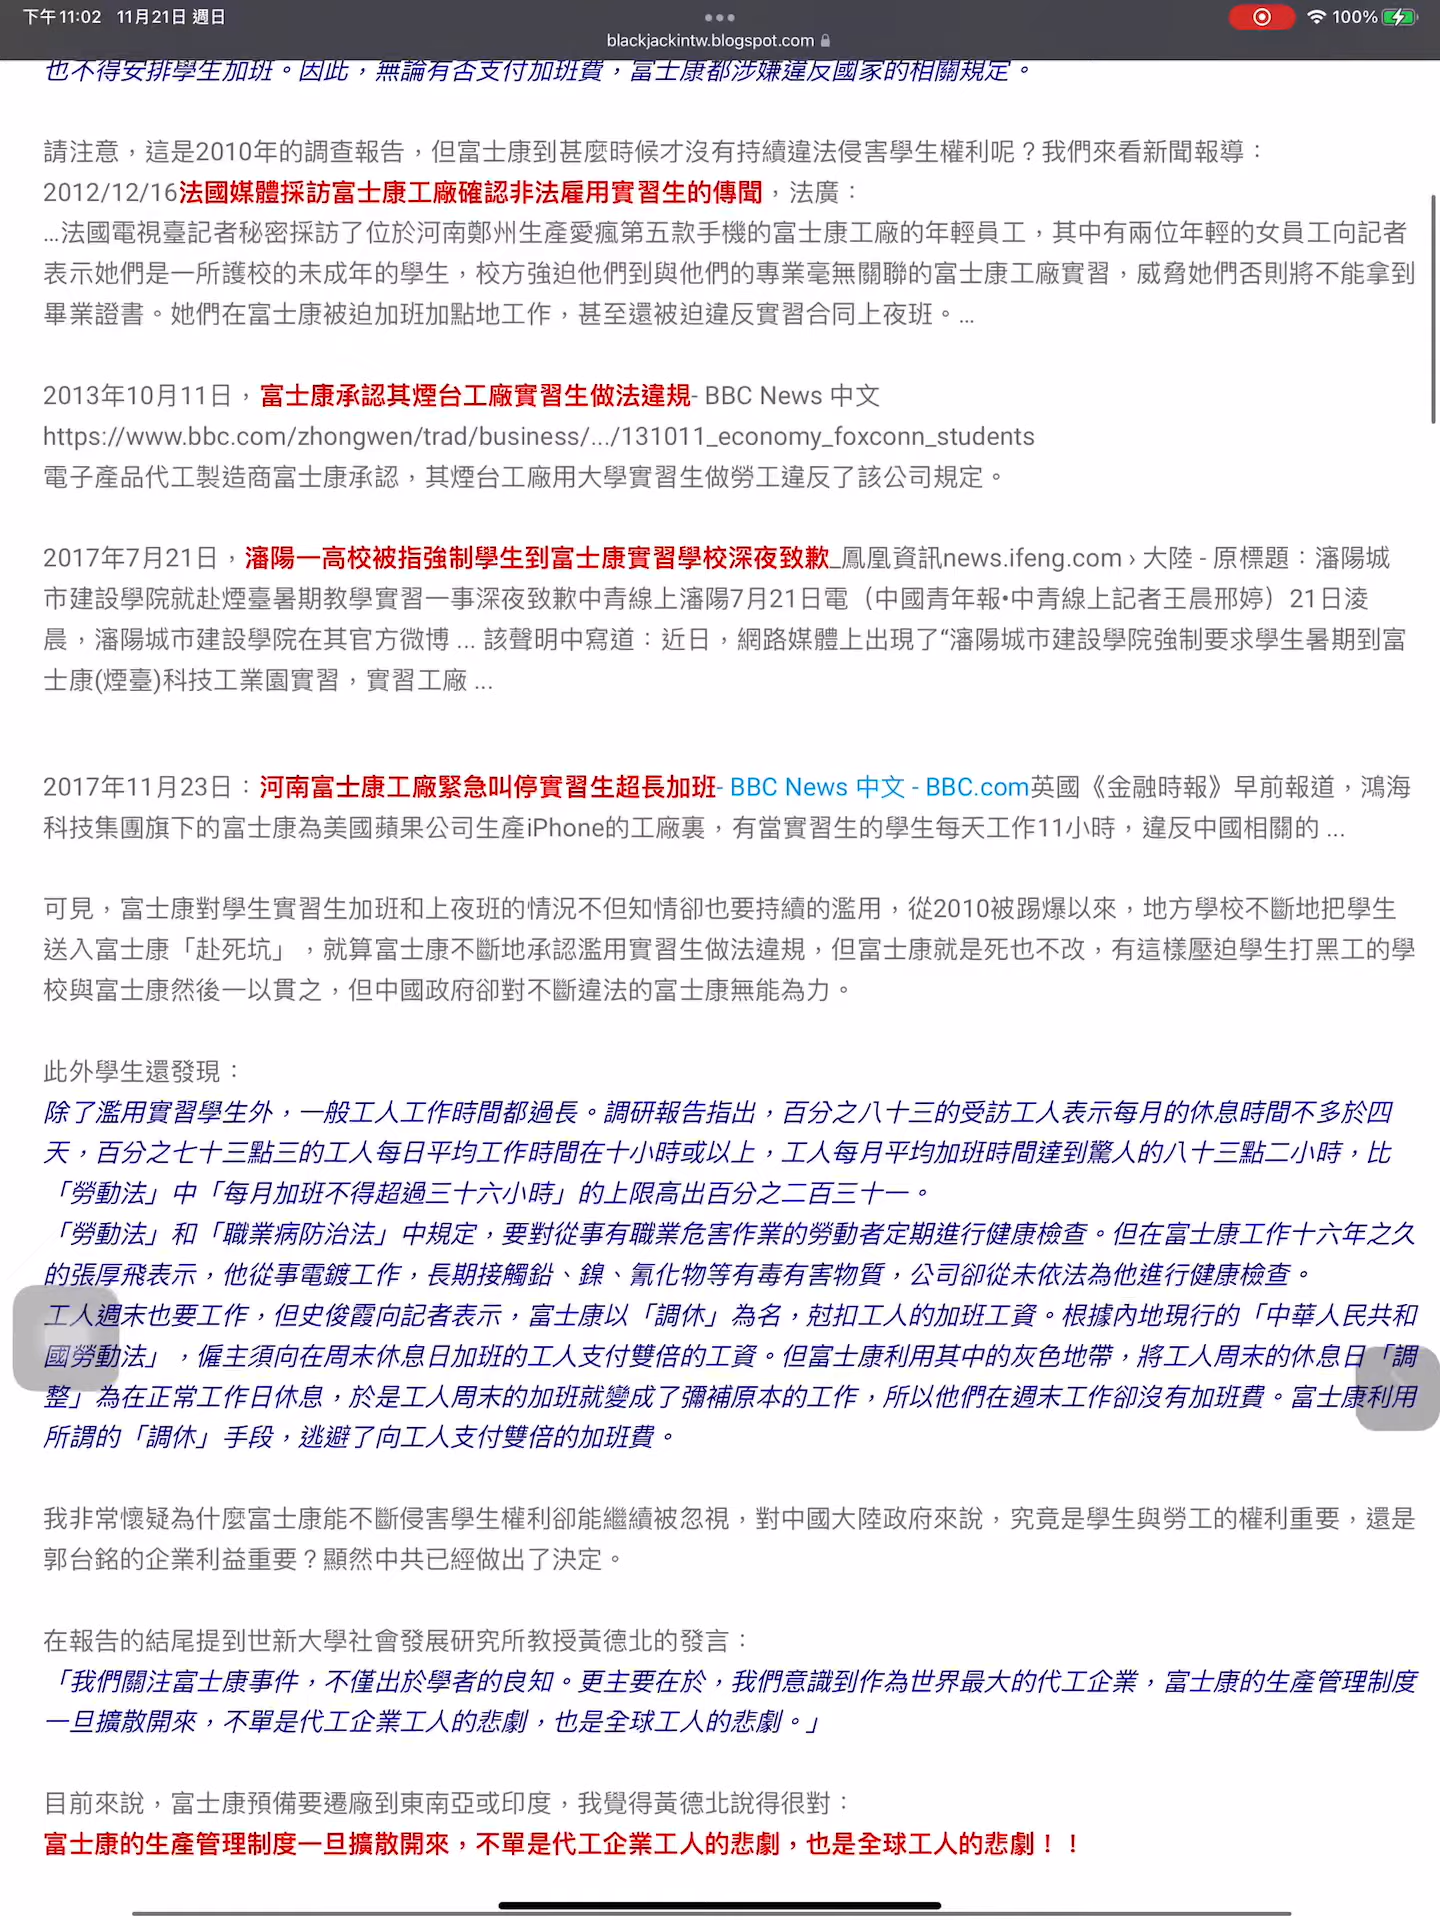 下午11:02 11月21日 週日
100%
blackjackintw.blogspot.com
也不得安排學生加班。因此，無論有否支付加班費，富士康都涉嫌違反國家的相關規定。
請注意，這是2010年的調查報告，但富士康到甚麼時候才沒有持續違法侵害學生權利呢？我們來看新聞報導：
2012/12/16法國媒體採訪富士康工廠確認非法雇用實習生的傳聞，法廣：
…法國電視臺記者秘密採訪了位於河南鄭州生產愛瘋第五款手機的富士康工廠的年輕員工，其中有兩位年輕的女員工向記者
表示她們是一所護校的未成年的學生，校方強迫他們到與他們的專業毫無關聯的富士康工廠實習，威脅她們否則將不能拿到
畢業證書。她們在富士康被迫加班加點地工作，甚至還被迫違反實習合同上夜班。…
2013年10月11日，富士康承認其煙台工廠實習生做法違規- BBC News 中文
https://www.bbc.com/zhongwen/trad/business/.../131011_economy_foxconn_students
電子產品代工製造商富士康承認，其煙台工廠用大學實習生做勞工違反了該公司規定。
2017年7月21日，瀋陽一高校被指強制學生到富士康實習學校深夜致歉_鳳凰資訊news.ifeng.com › 大陸 - 原標題：瀋陽城
市建設學院就赴煙臺暑期教學實習一事深夜致歉中青線上瀋陽7月21日電（中國青年報•中青線上記者王晨邢婷）21日淩
晨，瀋陽城市建設學院在其官方微博 ... 該聲明中寫道：近日，網路媒體上出現了“瀋陽城市建設學院強制要求學生暑期到富
士康(煙臺)科技工業園實習，實習工廠 ...
2017年11月23日：河南富士康工廠緊急叫停實習生超長加班- BBC News 中文 - BBC.com英國《金融時報》早前報道，鴻海
科技集團旗下的富士康為美國蘋果公司生產iPhone的工廠裏，有當實習生的學生每天工作11小時，違反中國相關的 ...
可見，富士康對學生實習生加班和上夜班的情況不但知情卻也要持續的濫用，從2010被踢爆以來，地方學校不斷地把學生
送入富士康「赴死坑」，就算富士康不斷地承認濫用實習生做法違規，但富士康就是死也不改，有這樣壓迫學生打黑工的學
校與富士康然後一以貫之，但中國政府卻對不斷違法的富士康無能為力。
此外學生還發現：
除了濫用實習學生外，一般工人工作時間都過長。調研報告指出，百分之八十三的受訪工人表示每月的休息時間不多於四
天，百分之七十三點三的工人每日平均工作時間在十小時或以上，工人每月平均加班時間達到驚人的八十三點二小時，比
「勞動法」中「每月加班不得超過三十六小時」的上限高出百分之二百三十一。
「勞動法」和「職業病防治法」中規定，要對從事有職業危害作業的勞動者定期進行健康檢查。但在富士康工作十六年之久
的張厚飛表示，他從事電鍍工作，長期接觸鉛、鎳、氰化物等有毒有害物質，公司卻從未依法為他進行健康檢查。
工人週末也要工作，但史俊霞向記者表示，富士康以「調休」為名，尅扣工人的加班工資。根據內地現行的「中華人民共和
國勞動法」，僱主須向在周末休息日加班的工人支付雙倍的工資。但富士康利用其中的灰色地帶，將工人周末的休息日「調
整」為在正常工作日休息，於是工人周末的加班就變成了彌補原本的工作，所以他們在週末工作卻沒有加班費。富士康利用
所謂的「調休」手段，逃避了向工人支付雙倍的加班費。
我非常懷疑為什麼富士康能不斷侵害學生權利卻能繼續被忽視，對中國大陸政府來說，究竟是學生與勞工的權利重要，還是
郭台銘的企業利益重要？顯然中共已經做出了決定。
在報告的結尾提到世新大學社會發展研究所教授黃德北的發言：
「我們關注富士康事件，不僅出於學者的良知。更主要在於，我們意識到作為世界最大的代工企業，富士康的生產管理制度
一旦擴散開來，不單是代工企業工人的悲劇，也是全球工人的悲劇。」
目前來說，富士康預備要遷廠到東南亞或印度，我覺得黃德北說得很對：
富士康的生產管理制度一旦擴散開來，不單是代工企業工人的悲劇，也是全球工人的悲劇！！